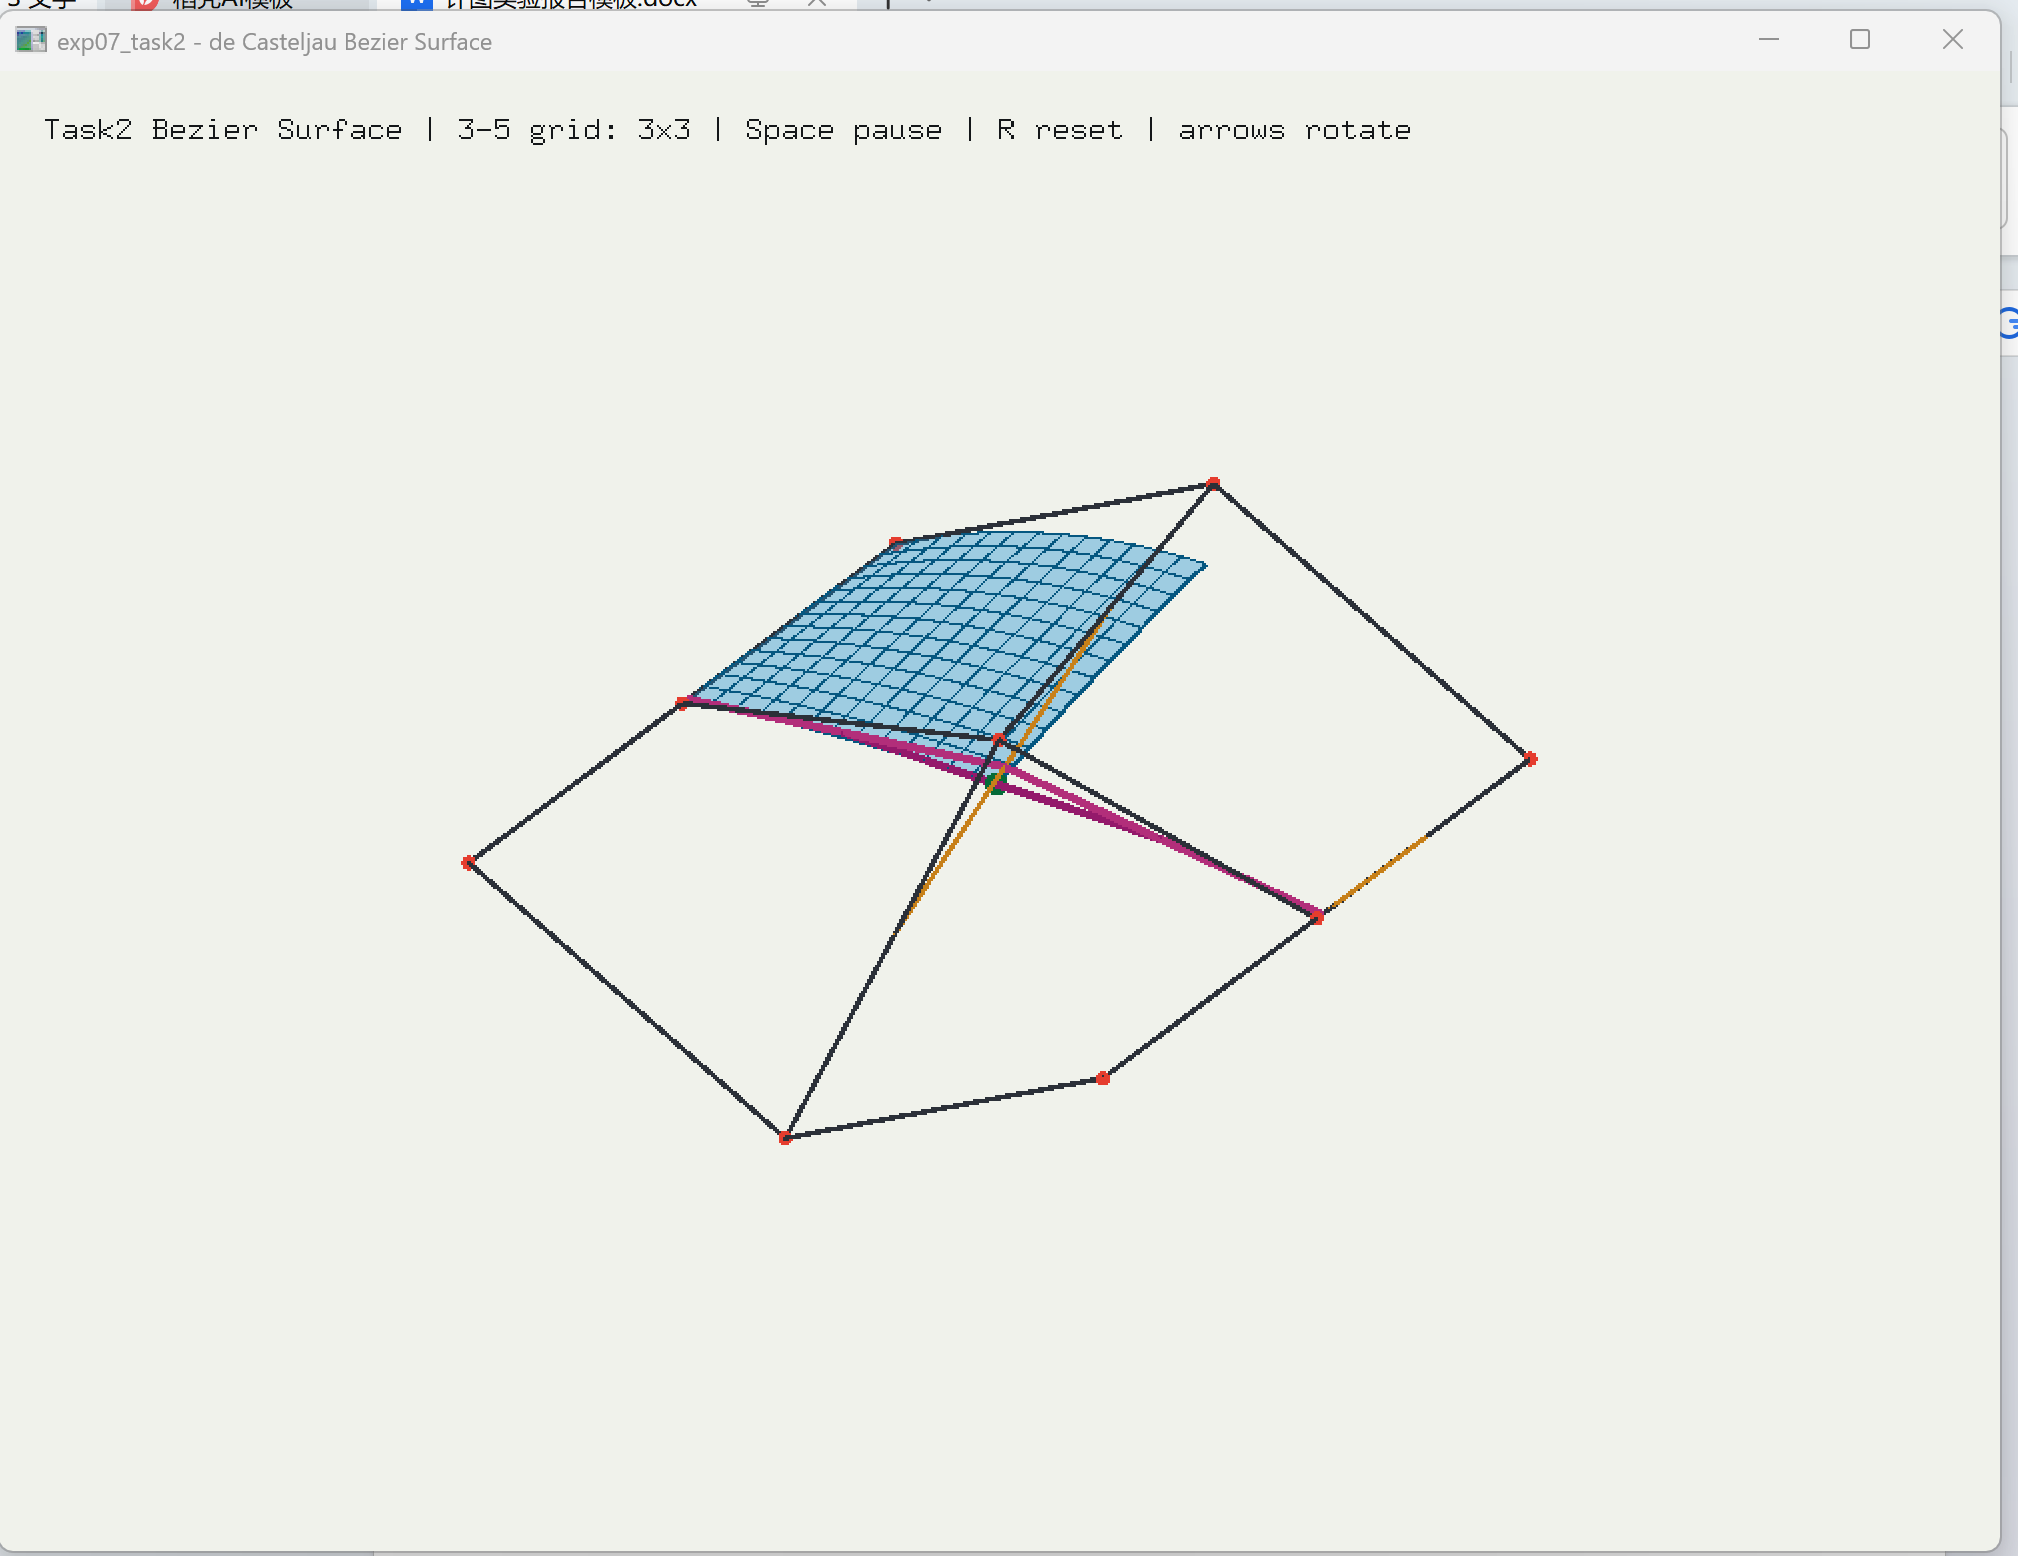 exp07_task2 - de Casteljau Bezier Surface
Task2 Bezier Surface | 3-5 grid: 3x3 | Space pause | R reset | arrows rotate